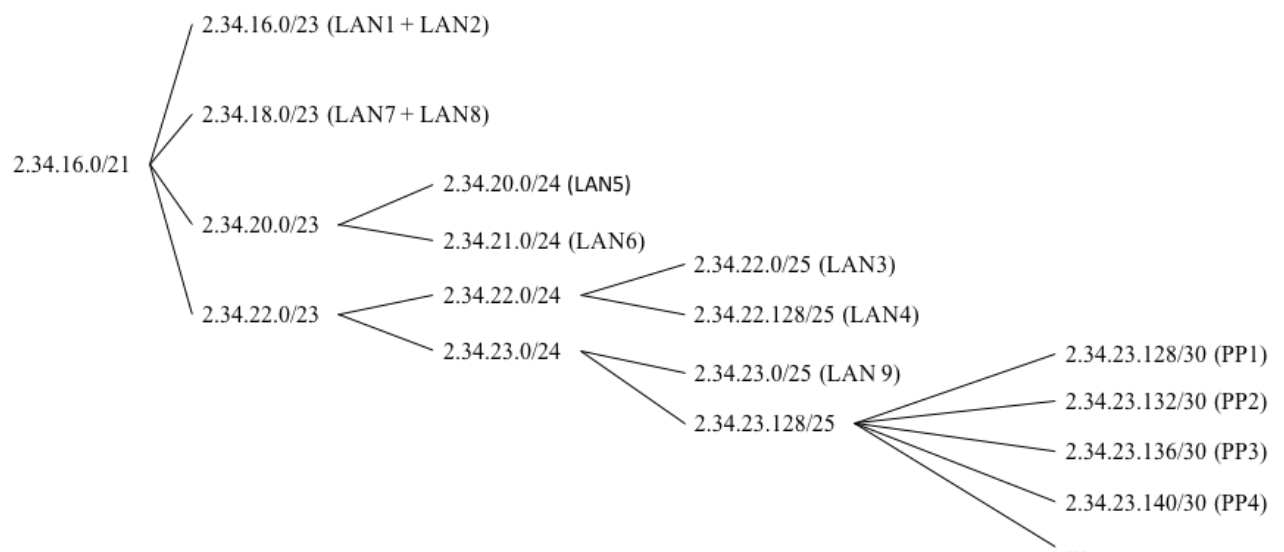 2.34.16.0/23 (LAN1 + LAN2)
2.34.18.0/23 (LAN7 + LAN8)
2.34.16.0/21
2.34.20.0/24 (LAN5)
2.34.20.0/23
2.34.21.0/24 (LAN6)
2.34.22.0/25 (LAN3)
2.34.22.0/24
2.34.22.0/23
2.34.22.128/25 (LAN4)
2.34.23.0/24
2.34.23.128/30 (PP1)
2.34.23.0/25 (LAN 9)
2.34.23.132/30 (PP2)
2.34.23.128/25
2.34.23.136/30 (PP3)
2.34.23.140/30 (PP4)
...